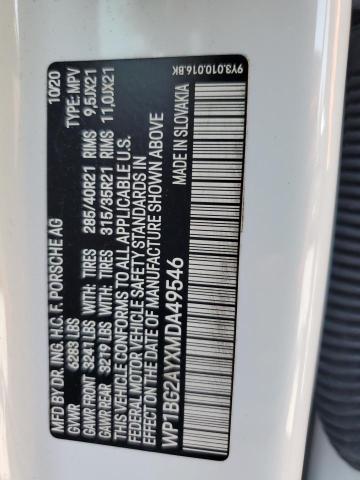 9Y3.010.016.BK
MFD BY DR. ING. H.C. F. PORSCHE AG 10/20
GVWR 6283 LBS TYPE: MPV
GAWR FRONT 3241 LBS WITH: TIRES 285/40R21 RIMS 9,5JX21
GAWR REAR 3219 LBS WITH: TIRES 315/35R21 RIMS 11,0JX21
THIS VEHICLE CONFORMS TO ALL APPLICABLE U.S.
FEDERAL MOTOR VEHICLE SAFETY STANDARDS IN EFFECT ON THE
DATE OF MANUFACTURE SHOWN ABOVE
WP1BG2AYXMDA49546 MADE IN SLOVAKIA